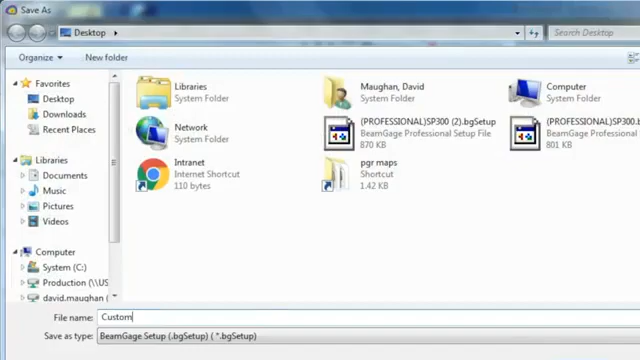 Save As
Desktop
Search Desktop
Organize
New folder
Favorites
Desktop
Downloads
Recent Places
Libraries
Documents
Music
Pictures
Videos
Computer
System (C:)
Production (\\US
david.maughan (
Libraries
System Folder
Maughan, David
System Folder
Computer
System Folder
Network
System Folder
(PROFESSIONAL)SP300 (2).bgSetup
BeamGage Professional Setup File
870 KB
(PROFESSIONAL)SP300.b
BeamGage Professional
801 KB
Intranet
Internet Shortcut
110 bytes
pgr maps
Shortcut
1.42 KB
File name: Custom
Save as type: BeamGage Setup (.bgSetup) ( *.bgSetup)